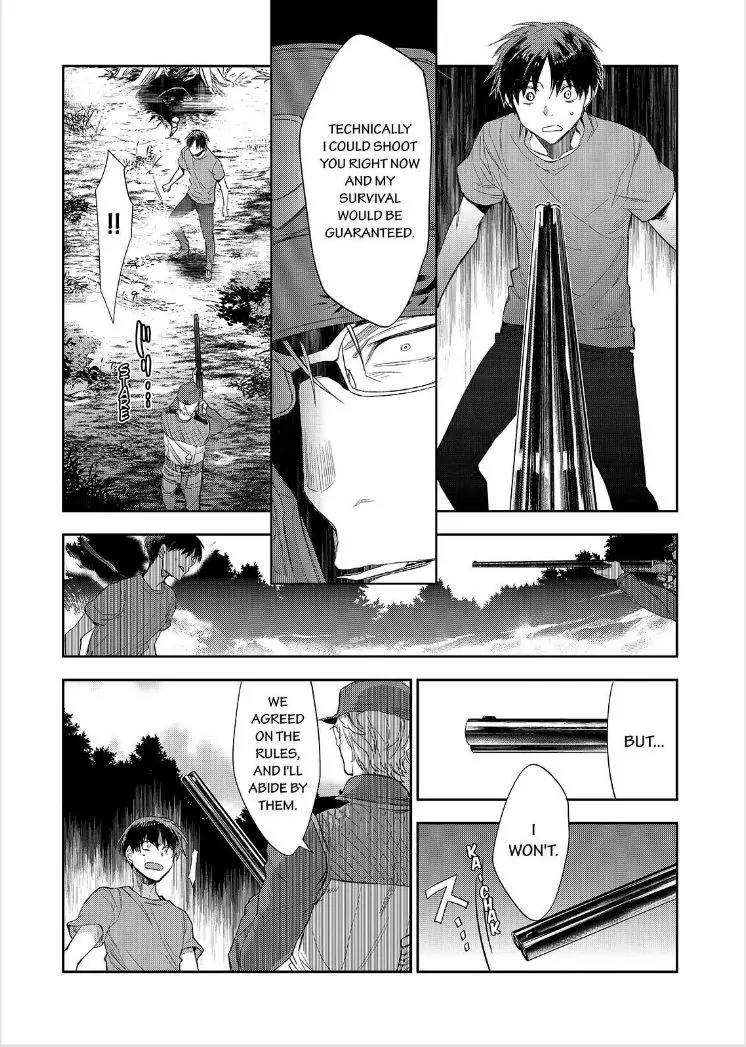 TECHNICALLY
I COULD SHOOT
YOU RIGHT NOW
AND MY
SURVIVAL
WOULD BE
GUARANTEED.
!!
STARE
BUT...
I
WON'T.
KA-CHAK
ス...
WE
AGREED
ON THE
RULES,
AND I'LL
ABIDE BY
THEM.